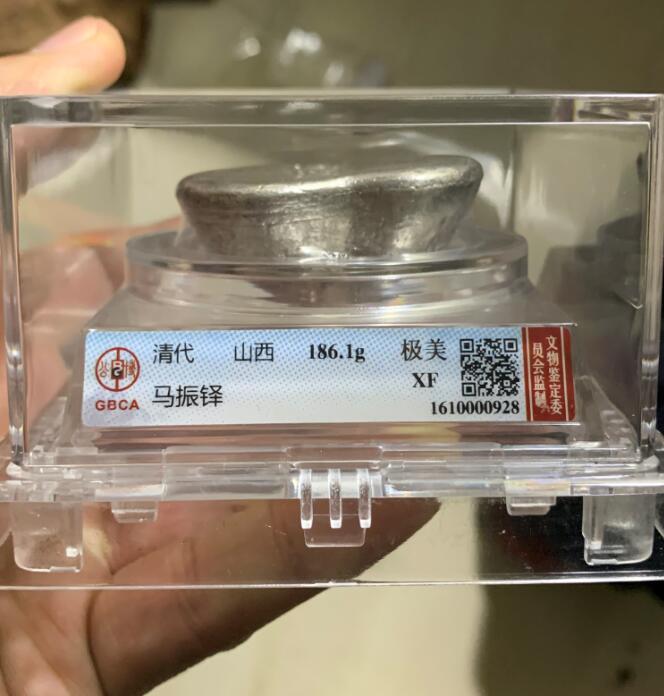 清代 山西 186.1g 极美
XF
马振铎
GBCA
1610000928
文物鉴定委
员会监制